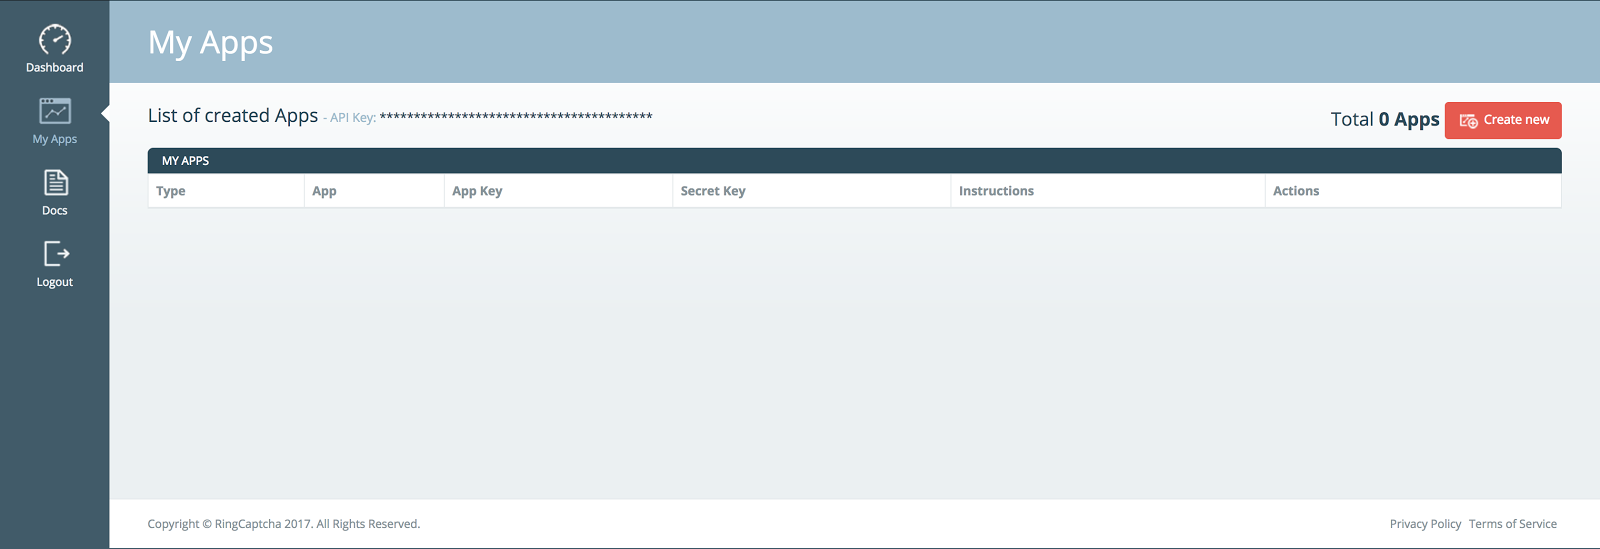 Dashboard
My Apps
Docs
Logout
My Apps
List of created Apps - API Key: ****************************************
Total 0 Apps
Create new
MY APPS
Type App App Key Secret Key Instructions Actions
Copyright © RingCaptcha 2017. All Rights Reserved.
Privacy Policy Terms of Service